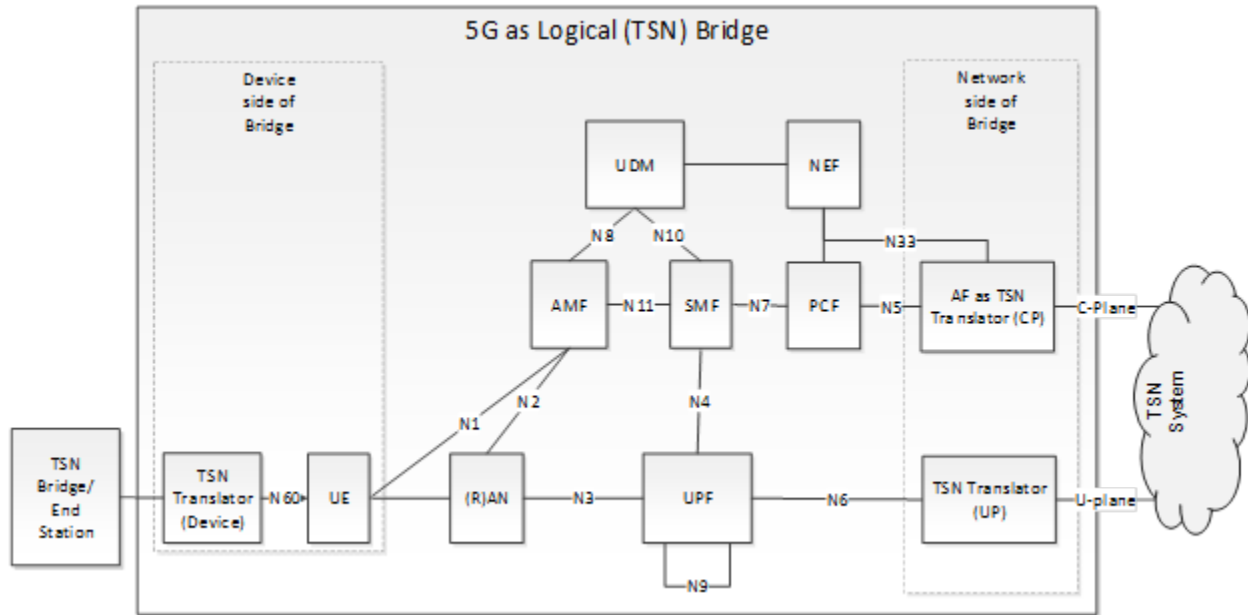 5G as Logical (TSN) Bridge
Device
side of
Bridge
Network
side of
Bridge
UDM
NEF
N8
N10
N33
AMF
N11
SMF
N7
PCF
N5
AF as TSN
Translator (CP)
C-Plane
N1
N2
N4
TSN
System
TSN
Bridge/
End
Station
TSN
Translator
(Device)
N60
UE
(R)AN
N3
UPF
N6
TSN Translator
(UP)
U-plane
N9